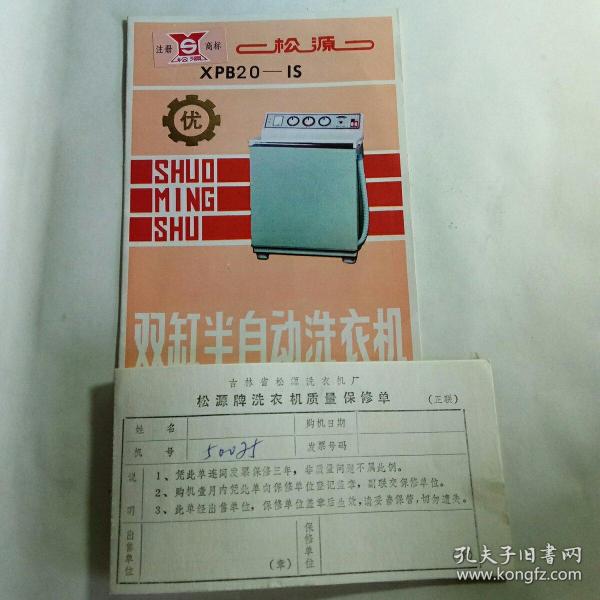 注册 商标
松源
松源
XPB20—1S
优
SHUO
MING
SHU
双缸半自动洗衣机
吉林省松源洗衣机厂
松源牌洗衣机质量保修单 (正联)
姓名 购机日期
机号 50025 发票号码
说明
1、凭此单连同发票保修三年，非质量问题不属此例。
2、购机壹月内凭此单向保修单位登记盖章，副联交保修单位。
3、此单经出售单位，保修单位盖章后生效，请妥善保管，切勿遗失。
出售单位 (章) 保修单位
孔夫子旧书网
www.kongfz.com